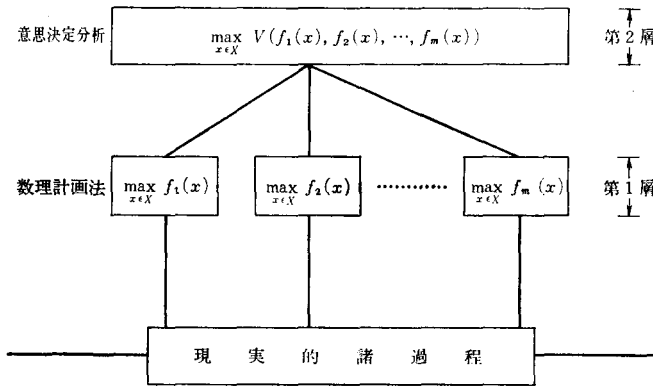 意思決定分析 max V(f₁(x), f₂(x), …, fₘ(x)) 第2層
x∈X
数理計画法 max f₁(x) max f₂(x) ………… max fₘ(x) 第1層
x∈X x∈X x∈X
現実的諸過程